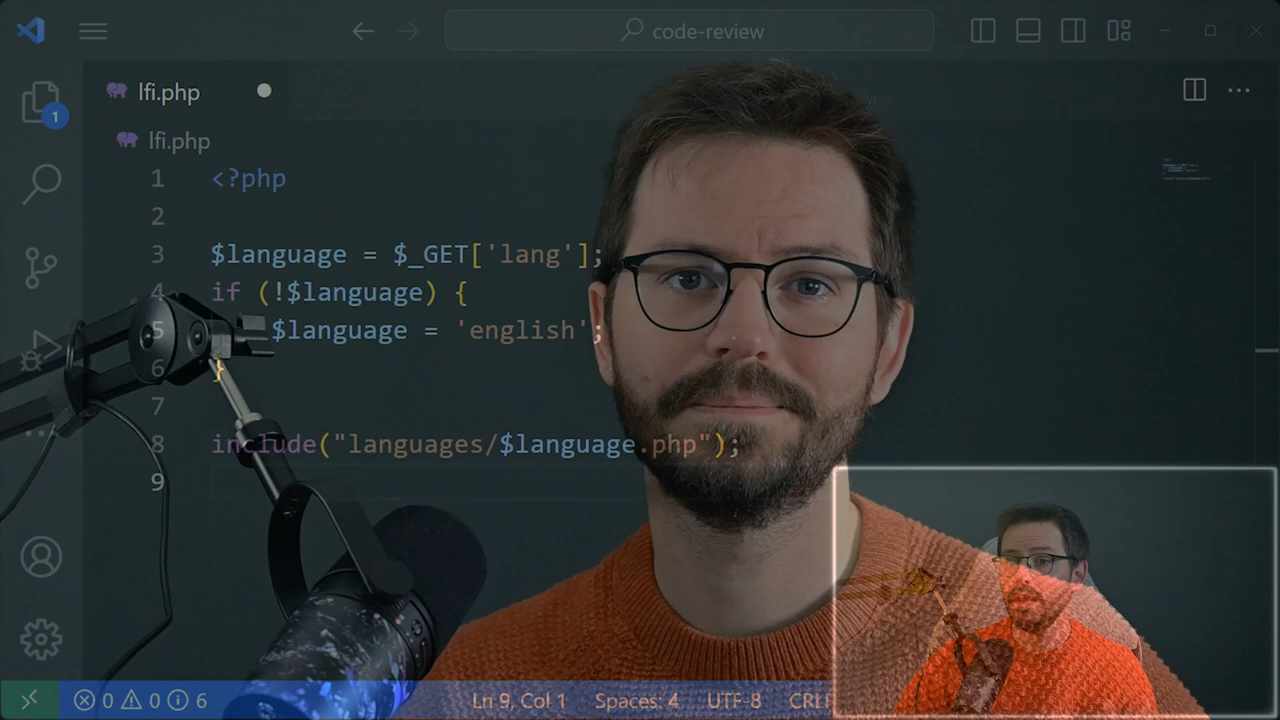 code-review
lfi.php
1
lfi.php
1 <?php
2
3 $language = $_GET['lang'];
4 if (!$language) {
5 $language = 'english';
6 }
7
8 include("languages/$language.php");
9
0 0 6 Ln 9, Col 1 Spaces: 4 UTF-8